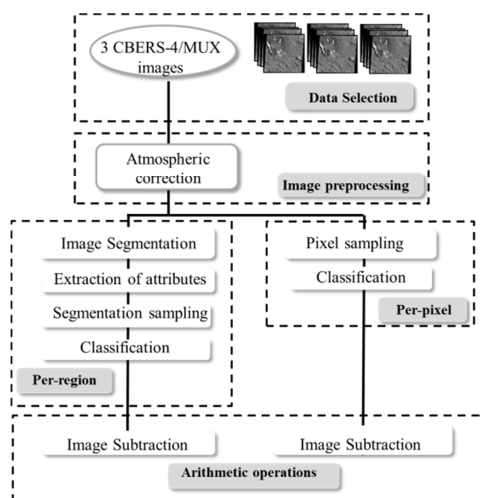 3 CBERS-4/MUX
images
Data Selection
Atmospheric
correction
Image preprocessing
Image Segmentation
Extraction of attributes
Segmentation sampling
Classification
Per-region
Pixel sampling
Classification
Per-pixel
Image Subtraction
Image Subtraction
Arithmetic operations